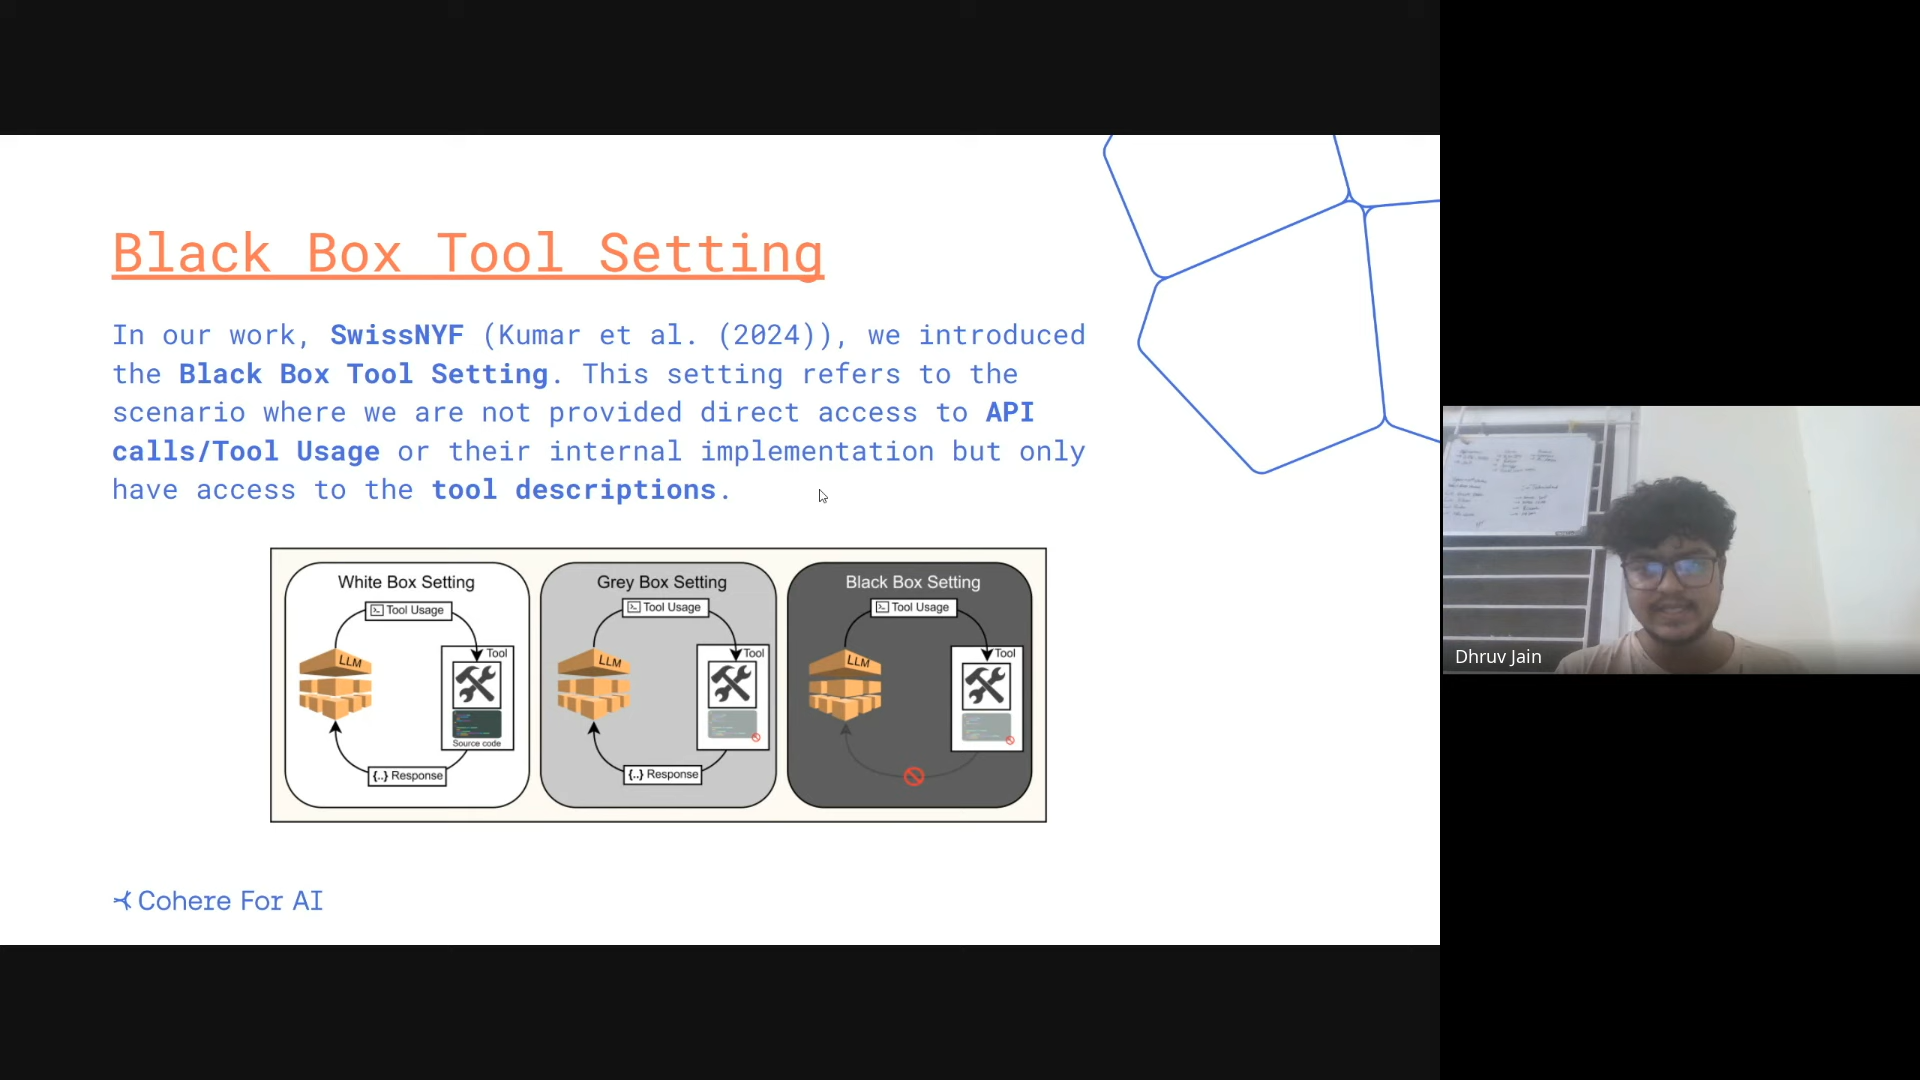 Black Box Tool Setting
In our work, SwissNYF (Kumar et al. (2024)), we introduced
the Black Box Tool Setting. This setting refers to the
scenario where we are not provided direct access to API
calls/Tool Usage or their internal implementation but only
have access to the tool descriptions.
White Box Setting
Tool Usage
LLM
Tool
Source code
{..} Response
Grey Box Setting
Tool Usage
LLM
Tool
{..} Response
Black Box Setting
Tool Usage
LLM
Tool
Cohere For AI
Dhruv Jain